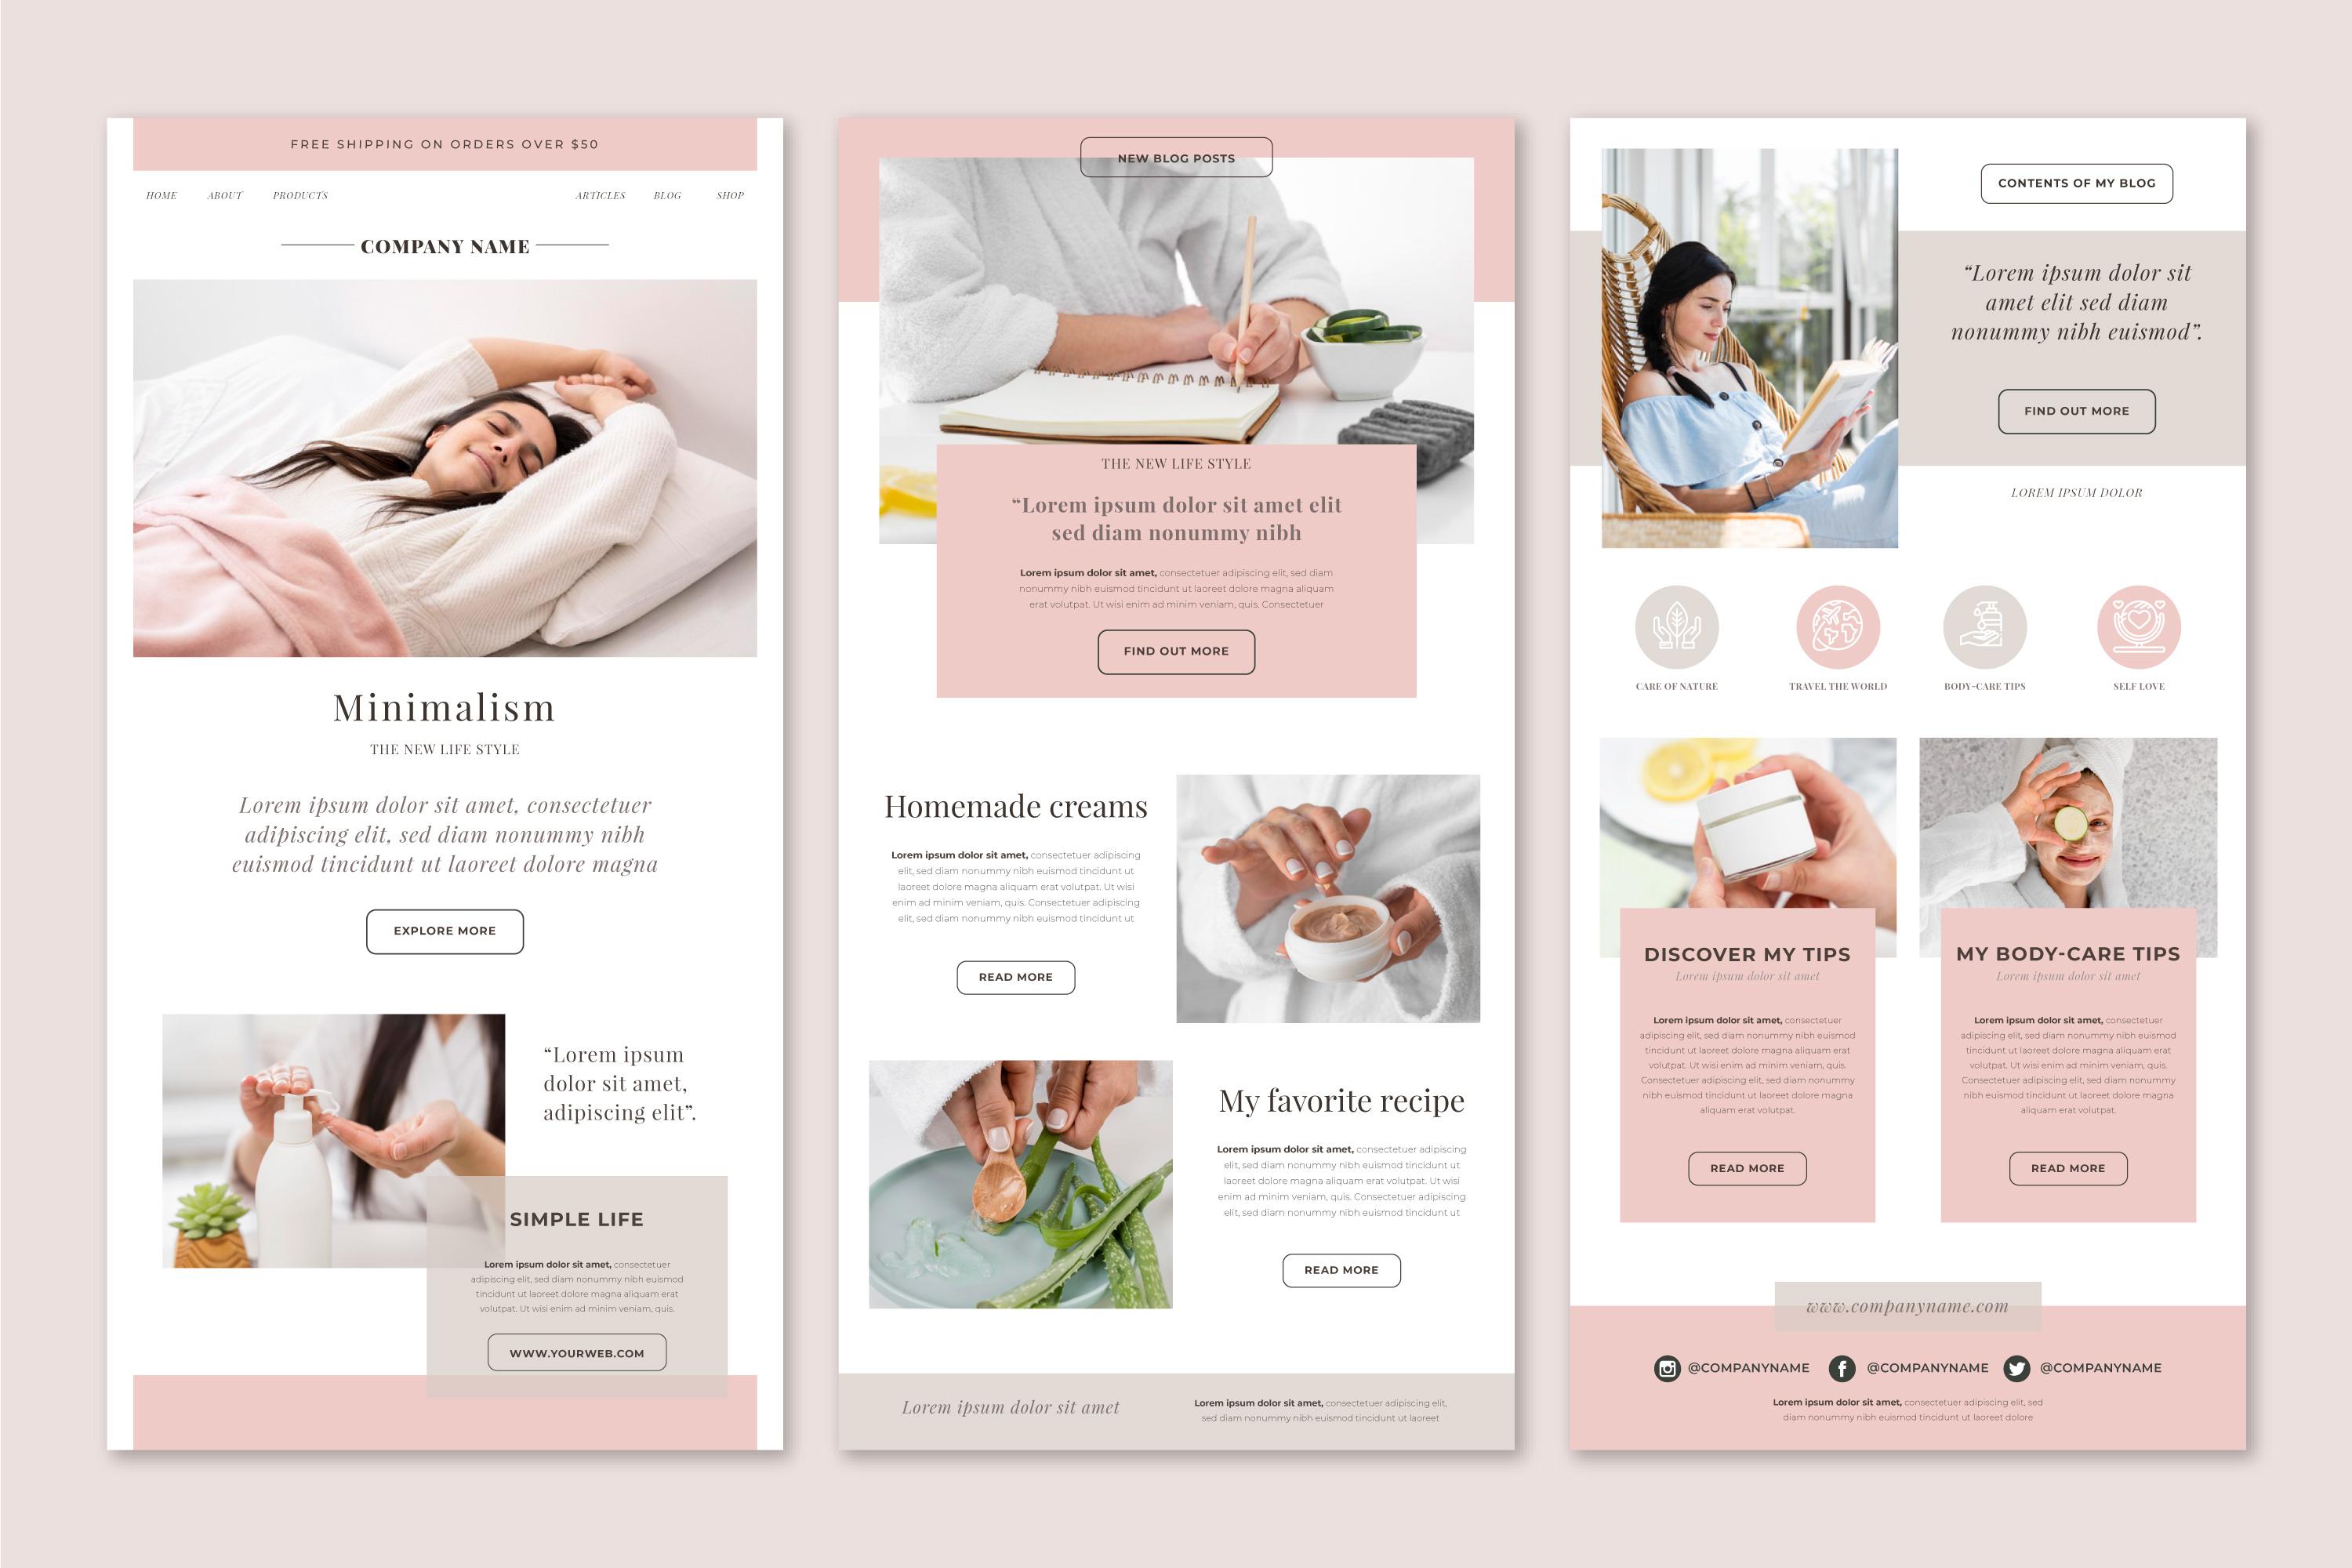 FREE SHIPPING ON ORDERS OVER $50
HOME ABOUT PRODUCTS ARTICLES BLOG SHOP
COMPANY NAME
Minimalism
THE NEW LIFE STYLE
Lorem ipsum dolor sit amet, consectetuer
adipiscing elit, sed diam nonummy nibh
euismod tincidunt ut laoreet dolore magna
EXPLORE MORE
“Lorem ipsum
dolor sit amet,
adipiscing elit”.
SIMPLE LIFE
Lorem ipsum dolor sit amet, consectetuer
adipiscing elit, sed diam nonummy nibh euismod
tincidunt ut laoreet dolore magna aliquam erat
volutpat. Ut wisi enim ad minim veniam, quis.
WWW.YOURWEB.COM
NEW BLOG POSTS
THE NEW LIFE STYLE
“Lorem ipsum dolor sit amet elit
sed diam nonummy nibh
Lorem ipsum dolor sit amet, consectetuer adipiscing elit, sed diam
nonummy nibh euismod tincidunt ut laoreet dolore magna aliquam
erat volutpat. Ut wisi enim ad minim veniam, quis. Consectetuer
FIND OUT MORE
Homemade creams
Lorem ipsum dolor sit amet, consectetuer adipiscing
elit, sed diam nonummy nibh euismod tincidunt ut
laoreet dolore magna aliquam erat volutpat. Ut wisi
enim ad minim veniam, quis. Consectetuer adipiscing
elit, sed diam nonummy nibh euismod tincidunt ut
READ MORE
My favorite recipe
Lorem ipsum dolor sit amet, consectetuer adipiscing
elit, sed diam nonummy nibh euismod tincidunt ut
laoreet dolore magna aliquam erat volutpat. Ut wisi
enim ad minim veniam, quis. Consectetuer adipiscing
elit, sed diam nonummy nibh euismod tincidunt ut
READ MORE
Lorem ipsum dolor sit amet
Lorem ipsum dolor sit amet, consectetuer adipiscing elit,
sed diam nonummy nibh euismod tincidunt ut laoreet
CONTENTS OF MY BLOG
“Lorem ipsum dolor sit
amet elit sed diam
nonummy nibh euismod”.
FIND OUT MORE
LOREM IPSUM DOLOR
CARE OF NATURE TRAVEL THE WORLD BODY-CARE TIPS SELF LOVE
DISCOVER MY TIPS
Lorem ipsum dolor sit amet
Lorem ipsum dolor sit amet, consectetuer
adipiscing elit, sed diam nonummy nibh euismod
tincidunt ut laoreet dolore magna aliquam erat
volutpat. Ut wisi enim ad minim veniam, quis.
Consectetuer adipiscing elit, sed diam nonummy
nibh euismod tincidunt ut laoreet dolore magna
aliquam erat volutpat.
READ MORE
MY BODY-CARE TIPS
Lorem ipsum dolor sit amet
Lorem ipsum dolor sit amet, consectetuer
adipiscing elit, sed diam nonummy nibh euismod
tincidunt ut laoreet dolore magna aliquam erat
volutpat. Ut wisi enim ad minim veniam, quis.
Consectetuer adipiscing elit, sed diam nonummy
nibh euismod tincidunt ut laoreet dolore magna
aliquam erat volutpat.
READ MORE
www.companyname.com
@COMPANYNAME @COMPANYNAME @COMPANYNAME
Lorem ipsum dolor sit amet, consectetuer adipiscing elit, sed
diam nonummy nibh euismod tincidunt ut laoreet dolore